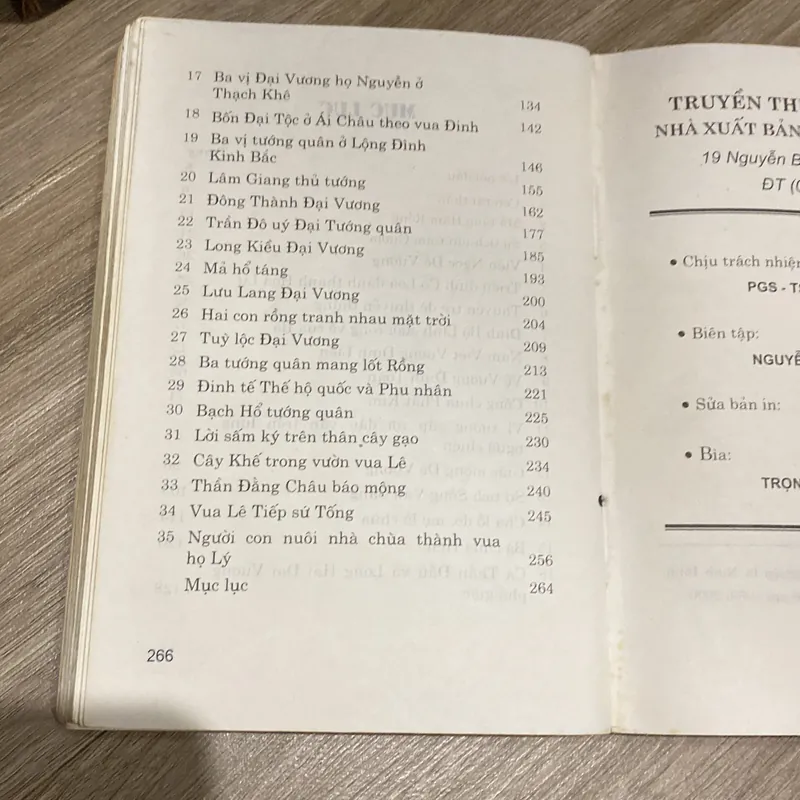 17 Ba vị Đại Vương họ Nguyễn ở
Thạch Khê 134
18 Bốn Đại Tộc ở Ái Châu theo vua Đinh 142
19 Ba vị tướng quân ở Lộng Đình
Kinh Bắc 146
20 Lâm Giang thủ tướng 155
21 Đông Thành Đại Vương 162
22 Trần Đô uý Đại Tướng quân 177
23 Long Kiều Đại Vương 185
24 Mả hổ táng 193
25 Lưu Lang Đại Vương 200
26 Hai con rồng tranh nhau mặt trời 204
27 Tuỳ lộc Đại Vương 209
28 Ba tướng quân mang lốt Rồng 213
29 Đinh tế Thế hộ quốc và Phu nhân 221
30 Bạch Hổ tướng quân 225
31 Lời sấm ký trên thân cây gạo 230
32 Cây Khế trong vườn vua Lê 234
33 Thần Đằng Châu báo mộng 240
34 Vua Lê Tiếp sứ Tống 245
35 Người con nuôi nhà chùa thành vua
họ Lý 256
Mục lục 264
266
TRUYỀN TH
NHÀ XUẤT BẢN
19 Nguyễn B
ĐT (
• Chịu trách nhiệ
PGS - TS
• Biên tập:
NGUYỄ
• Sửa bản in:
• Bìa:
TRỌN